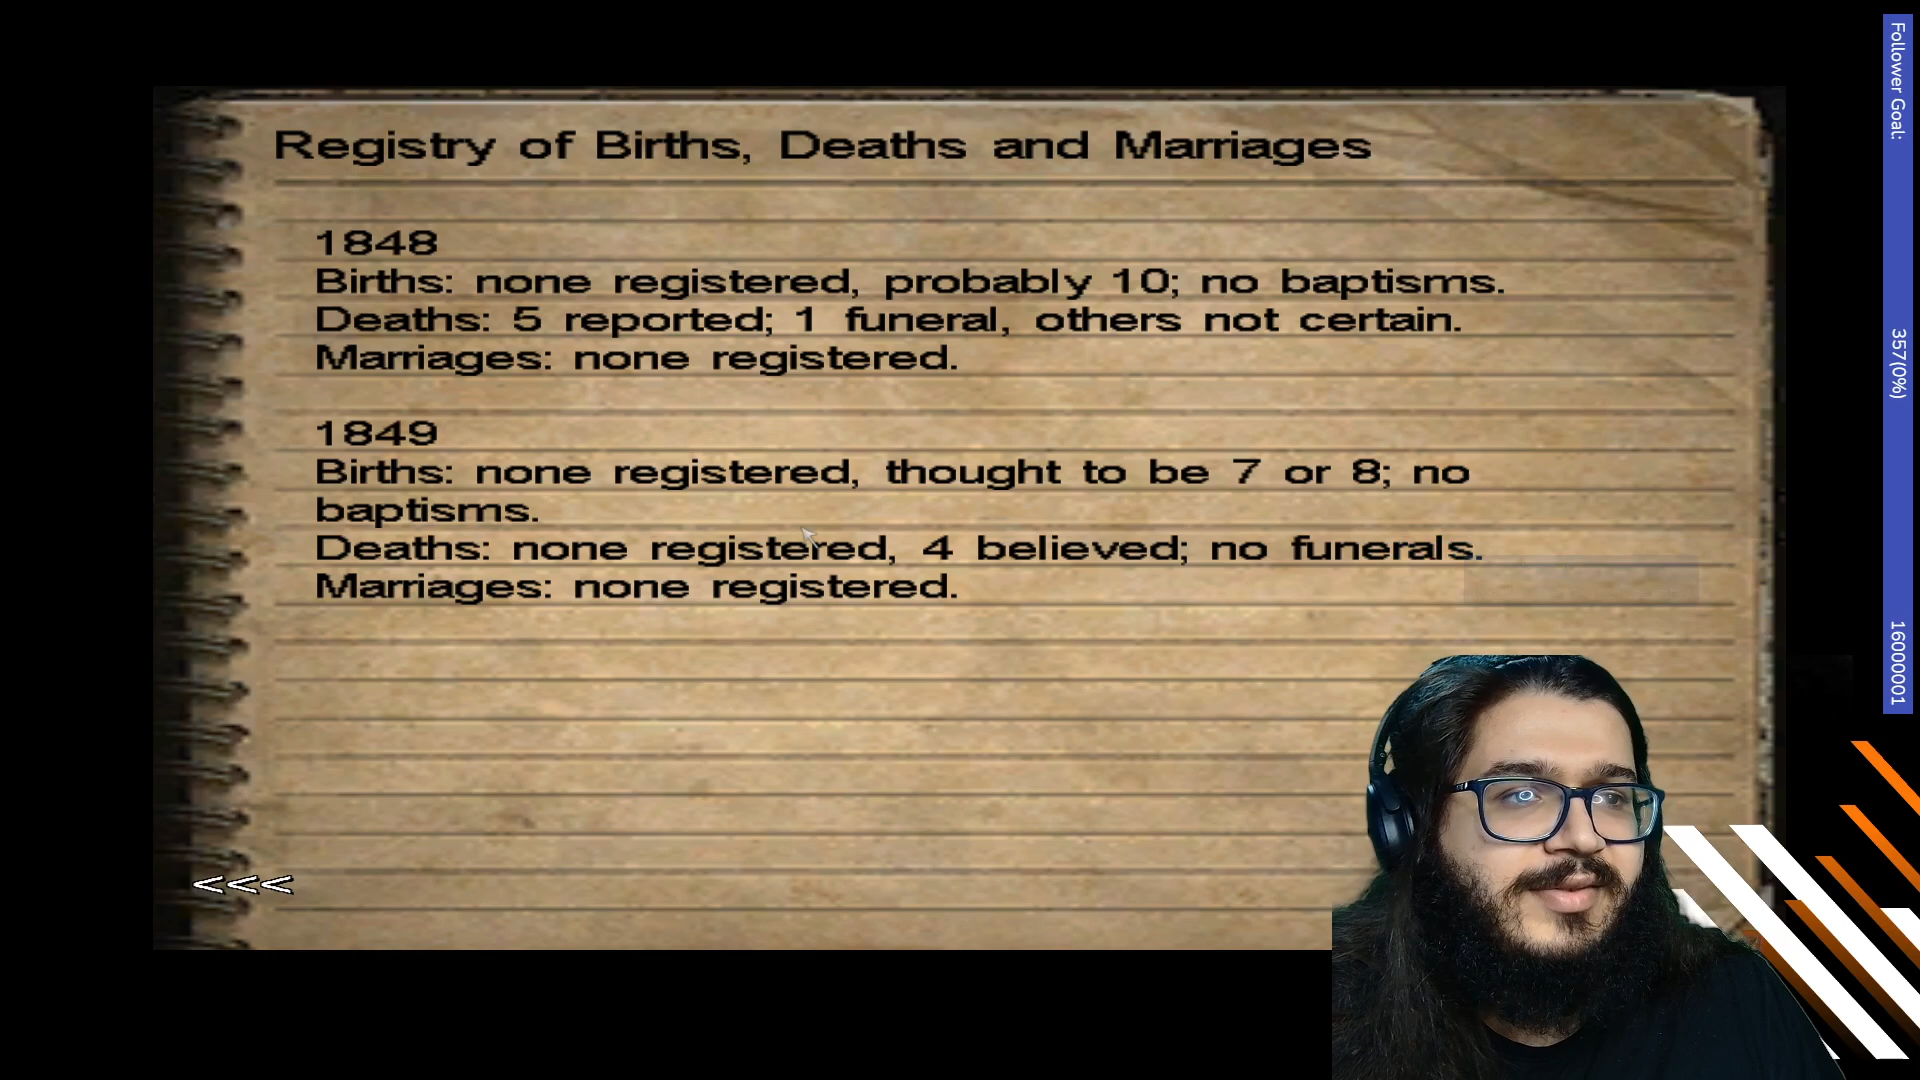 Registry of Births, Deaths and Marriages
1848
Births: none registered, probably 10; no baptisms.
Deaths: 5 reported; 1 funeral, others not certain.
Marriages: none registered.
1849
Births: none registered, thought to be 7 or 8; no
baptisms.
Deaths: none registered, 4 believed; no funerals.
Marriages: none registered.
<<<
Follower Goal:
357(0%)
16000001